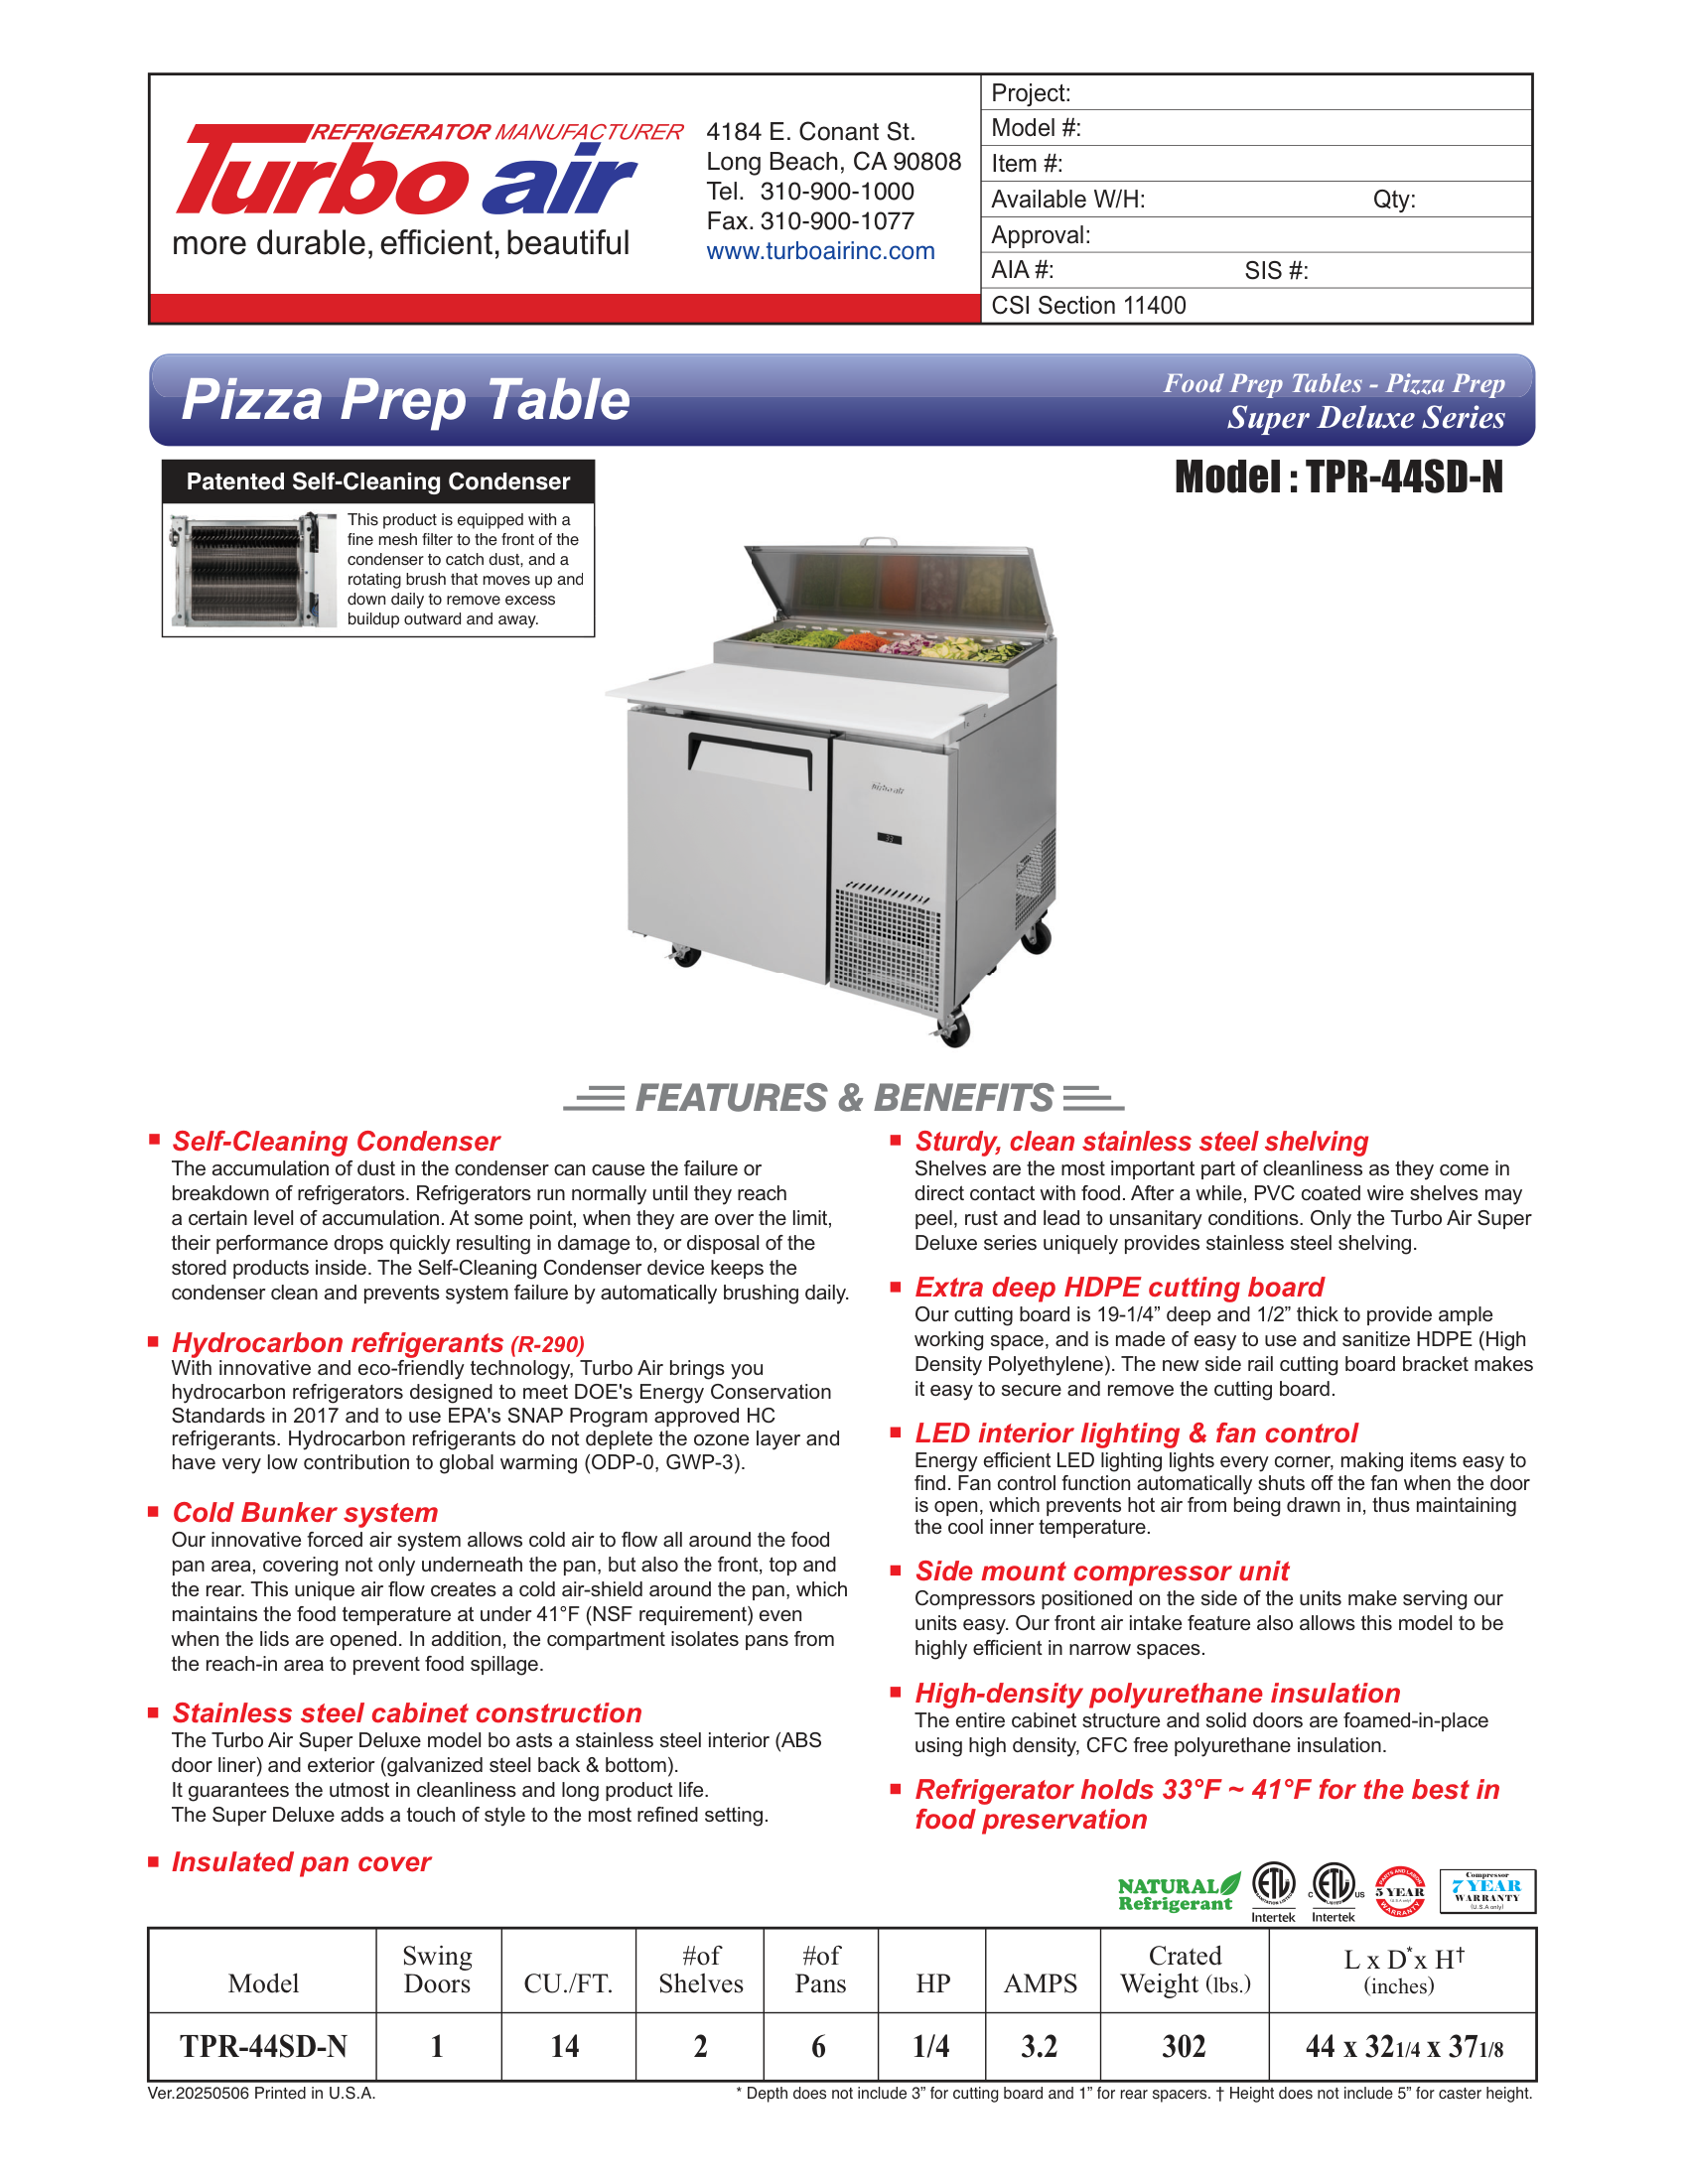 REFRIGERATOR MANUFACTURER
Turbo air
more durable, efficient, beautiful
4184 E. Conant St.
Long Beach, CA 90808
Tel. 310-900-1000
Fax. 310-900-1077
www.turboairinc.com
Project:
Model #:
Item #:
Available W/H: Qty:
Approval:
AIA #: SIS #:
CSI Section 11400
Pizza Prep Table
Food Prep Tables - Pizza Prep
Super Deluxe Series
Model : TPR-44SD-N
Patented Self-Cleaning Condenser
This product is equipped with a
fine mesh filter to the front of the
condenser to catch dust, and a
rotating brush that moves up and
down daily to remove excess
buildup outward and away.
turbo air
33
FEATURES & BENEFITS
Self-Cleaning Condenser
The accumulation of dust in the condenser can cause the failure or
breakdown of refrigerators. Refrigerators run normally until they reach
a certain level of accumulation. At some point, when they are over the limit,
their performance drops quickly resulting in damage to, or disposal of the
stored products inside. The Self-Cleaning Condenser device keeps the
condenser clean and prevents system failure by automatically brushing daily.
Hydrocarbon refrigerants (R-290)
With innovative and eco-friendly technology, Turbo Air brings you
hydrocarbon refrigerators designed to meet DOE's Energy Conservation
Standards in 2017 and to use EPA's SNAP Program approved HC
refrigerants. Hydrocarbon refrigerants do not deplete the ozone layer and
have very low contribution to global warming (ODP-0, GWP-3).
Cold Bunker system
Our innovative forced air system allows cold air to flow all around the food
pan area, covering not only underneath the pan, but also the front, top and
the rear. This unique air flow creates a cold air-shield around the pan, which
maintains the food temperature at under 41°F (NSF requirement) even
when the lids are opened. In addition, the compartment isolates pans from
the reach-in area to prevent food spillage.
Stainless steel cabinet construction
The Turbo Air Super Deluxe model bo asts a stainless steel interior (ABS
door liner) and exterior (galvanized steel back & bottom).
It guarantees the utmost in cleanliness and long product life.
The Super Deluxe adds a touch of style to the most refined setting.
Insulated pan cover
Sturdy, clean stainless steel shelving
Shelves are the most important part of cleanliness as they come in
direct contact with food. After a while, PVC coated wire shelves may
peel, rust and lead to unsanitary conditions. Only the Turbo Air Super
Deluxe series uniquely provides stainless steel shelving.
Extra deep HDPE cutting board
Our cutting board is 19-1/4” deep and 1/2” thick to provide ample
working space, and is made of easy to use and sanitize HDPE (High
Density Polyethylene). The new side rail cutting board bracket makes
it easy to secure and remove the cutting board.
LED interior lighting & fan control
Energy efficient LED lighting lights every corner, making items easy to
find. Fan control function automatically shuts off the fan when the door
is open, which prevents hot air from being drawn in, thus maintaining
the cool inner temperature.
Side mount compressor unit
Compressors positioned on the side of the units make serving our
units easy. Our front air intake feature also allows this model to be
highly efficient in narrow spaces.
High-density polyurethane insulation
The entire cabinet structure and solid doors are foamed-in-place
using high density, CFC free polyurethane insulation.
Refrigerator holds 33°F ~ 41°F for the best in
food preservation
NATURAL
Refrigerant
ETL
SANITATION LISTED
Intertek
C ETL US
LISTED
Intertek
PARTS AND LABOR
5 YEAR
(U.S.A only)
WARRANTY
Compressor
7 YEAR
WARRANTY
(U.S.A only)
Model Swing Doors CU./FT. #of Shelves #of Pans HP AMPS Crated Weight (lbs.) L x D* x H† (inches)
TPR-44SD-N 1 14 2 6 1/4 3.2 302 44 x 321/4 x 371/8
Ver.20250506 Printed in U.S.A.
* Depth does not include 3” for cutting board and 1” for rear spacers. † Height does not include 5” for caster height.